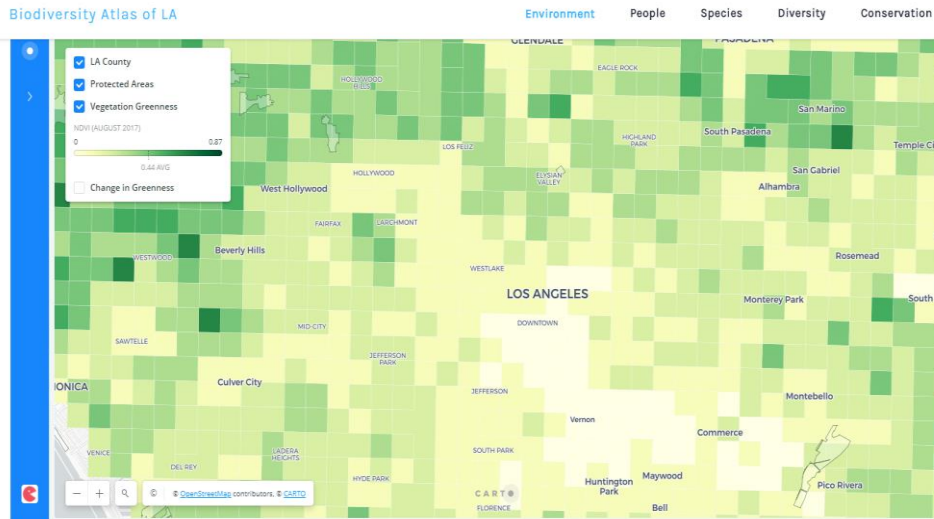 Biodiversity Atlas of LA
Environment People Species Diversity Conservation
LA County
Protected Areas
Vegetation Greenness
NDVI (AUGUST 2017)
0 0.87
0.44 AVG
Change in Greenness
GLENDALE
PASADENA
EAGLE ROCK
HOLLYWOOD HILLS
San Marino
South Pasadena
HIGHLAND PARK
LOS FELIZ
Temple Ci
HOLLYWOOD
ELYSIAN VALLEY
San Gabriel
Alhambra
West Hollywood
FAIRFAX
LARCHMONT
Beverly Hills
WESTWOOD
Rosemead
WESTLAKE
LOS ANGELES
Monterey Park
South
DOWNTOWN
MID-CITY
SAWTELLE
JEFFERSON PARK
Culver City
ONICA
JEFFERSON
Montebello
Vernon
Commerce
VENICE
LADERA HEIGHTS
SOUTH PARK
DEL REY
HYDE PARK
Huntington Park
Maywood
Pico Rivera
CARTO
FLORENCE
Bell
© OpenStreetMap contributors, © CARTO